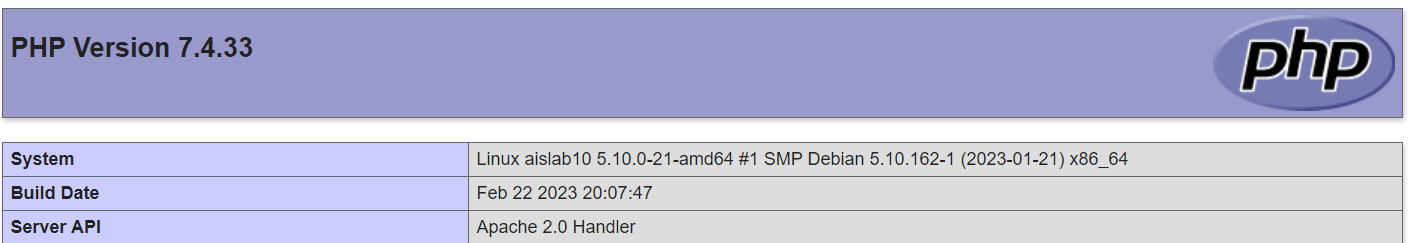 PHP Version 7.4.33
php
System Linux aislab10 5.10.0-21-amd64 #1 SMP Debian 5.10.162-1 (2023-01-21) x86_64
Build Date Feb 22 2023 20:07:47
Server API Apache 2.0 Handler